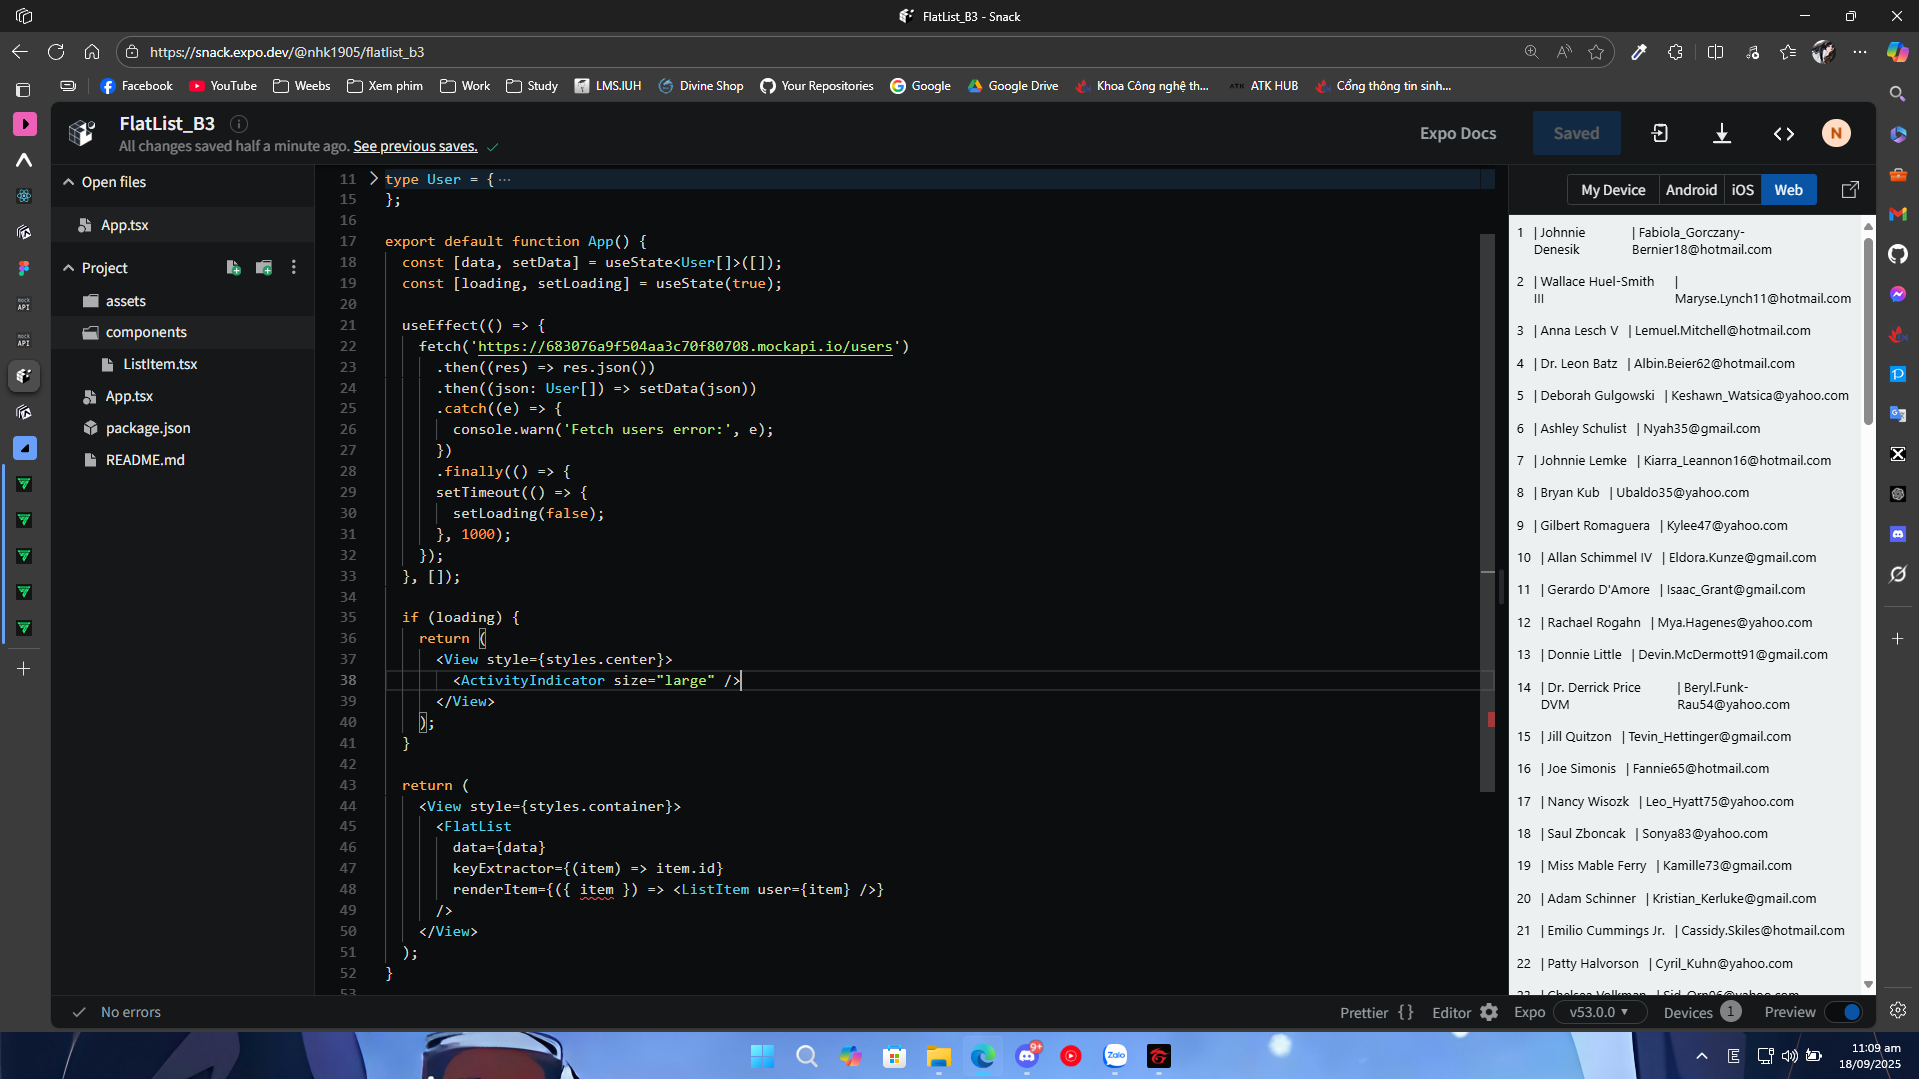 FlatList_B3 - Snack
https://snack.expo.dev/@nhk1905/flatlist_b3
Facebook YouTube Weebs Xem phim Work Study LMS.IUH Divine Shop Your Repositories Google Google Drive Khoa Công nghệ th... ATK HUB Cổng thông tin sinh...
FlatList_B3
All changes saved half a minute ago. See previous saves.
Expo Docs Saved N
Open files
App.tsx
Project
assets
components
ListItem.tsx
App.tsx
package.json
README.md
11 type User = { ...
15 };
16
17 export default function App() {
18 const [data, setData] = useState<User[]>([]);
19 const [loading, setLoading] = useState(true);
20
21 useEffect(() => {
22 fetch('https://683076a9f504aa3c70f80708.mockapi.io/users')
23 .then((res) => res.json())
24 .then((json: User[]) => setData(json))
25 .catch((e) => {
26 console.warn('Fetch users error:', e);
27 })
28 .finally(() => {
29 setTimeout(() => {
30 setLoading(false);
31 }, 1000);
32 });
33 }, []);
34
35 if (loading) {
36 return (
37 <View style={styles.center}>
38 <ActivityIndicator size="large" />
39 </View>
40 );
41 }
42
43 return (
44 <View style={styles.container}>
45 <FlatList
46 data={data}
47 keyExtractor={(item) => item.id}
48 renderItem={({ item }) => <ListItem user={item} />}
49 />
50 </View>
51 );
52 }
53
My Device Android iOS Web
1 | Johnnie Denesik | Fabiola_Gorczany-Bernier18@hotmail.com
2 | Wallace Huel-Smith III | Maryse.Lynch11@hotmail.com
3 | Anna Lesch V | Lemuel.Mitchell@hotmail.com
4 | Dr. Leon Batz | Albin.Beier62@hotmail.com
5 | Deborah Gulgowski | Keshawn_Watsica@yahoo.com
6 | Ashley Schulist | Nyah35@gmail.com
7 | Johnnie Lemke | Kiarra_Leannon16@hotmail.com
8 | Bryan Kub | Ubaldo35@yahoo.com
9 | Gilbert Romaguera | Kylee47@yahoo.com
10 | Allan Schimmel IV | Eldora.Kunze@gmail.com
11 | Gerardo D'Amore | Isaac_Grant@gmail.com
12 | Rachael Rogahn | Mya.Hagenes@yahoo.com
13 | Donnie Little | Devin.McDermott91@gmail.com
14 | Dr. Derrick Price DVM | Beryl.Funk-Rau54@yahoo.com
15 | Jill Quitzon | Tevin_Hettinger@gmail.com
16 | Joe Simonis | Fannie65@hotmail.com
17 | Nancy Wisozk | Leo_Hyatt75@yahoo.com
18 | Saul Zboncak | Sonya83@yahoo.com
19 | Miss Mable Ferry | Kamille73@gmail.com
20 | Adam Schinner | Kristian_Kerluke@gmail.com
21 | Emilio Cummings Jr. | Cassidy.Skiles@hotmail.com
22 | Patty Halvorson | Cyril_Kuhn@yahoo.com
No errors
Prettier {} Editor Expo v53.0.0 Devices 1 Preview
9+
Zalo
11:09 am
18/09/2025